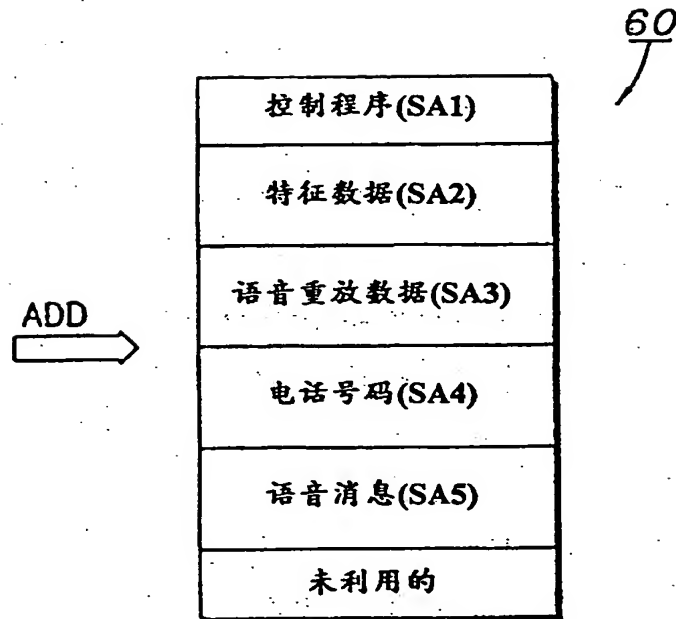 60
控制程序(SA1)
特征数据(SA2)
语音重放数据(SA3)
ADD
电话号码(SA4)
语音消息(SA5)
未利用的